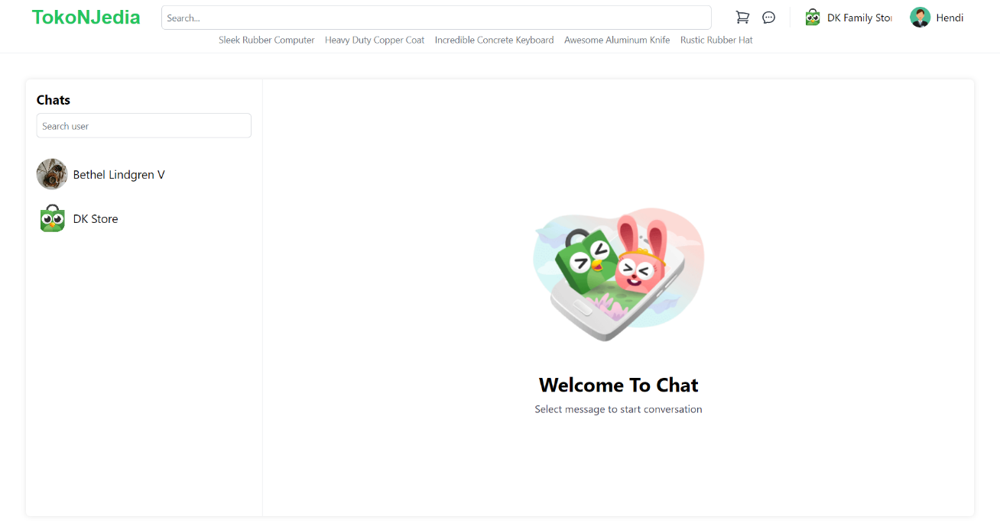 TokoNJedia
Search...
DK Family Stor
Hendi
Sleek Rubber Computer Heavy Duty Copper Coat Incredible Concrete Keyboard Awesome Aluminum Knife Rustic Rubber Hat
Chats
Search user
Bethel Lindgren V
DK Store
Welcome To Chat
Select message to start conversation